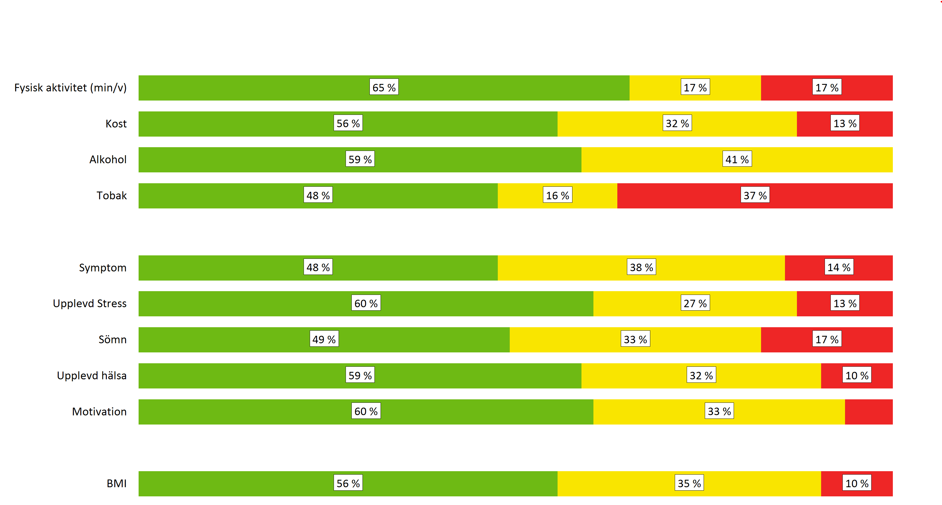 Fysisk aktivitet (min/v) 65 % 17 % 17 %
Kost 56 % 32 % 13 %
Alkohol 59 % 41 %
Tobak 48 % 16 % 37 %
Symptom 48 % 38 % 14 %
Upplevd Stress 60 % 27 % 13 %
Sömn 49 % 33 % 17 %
Upplevd hälsa 59 % 32 % 10 %
Motivation 60 % 33 %
BMI 56 % 35 % 10 %